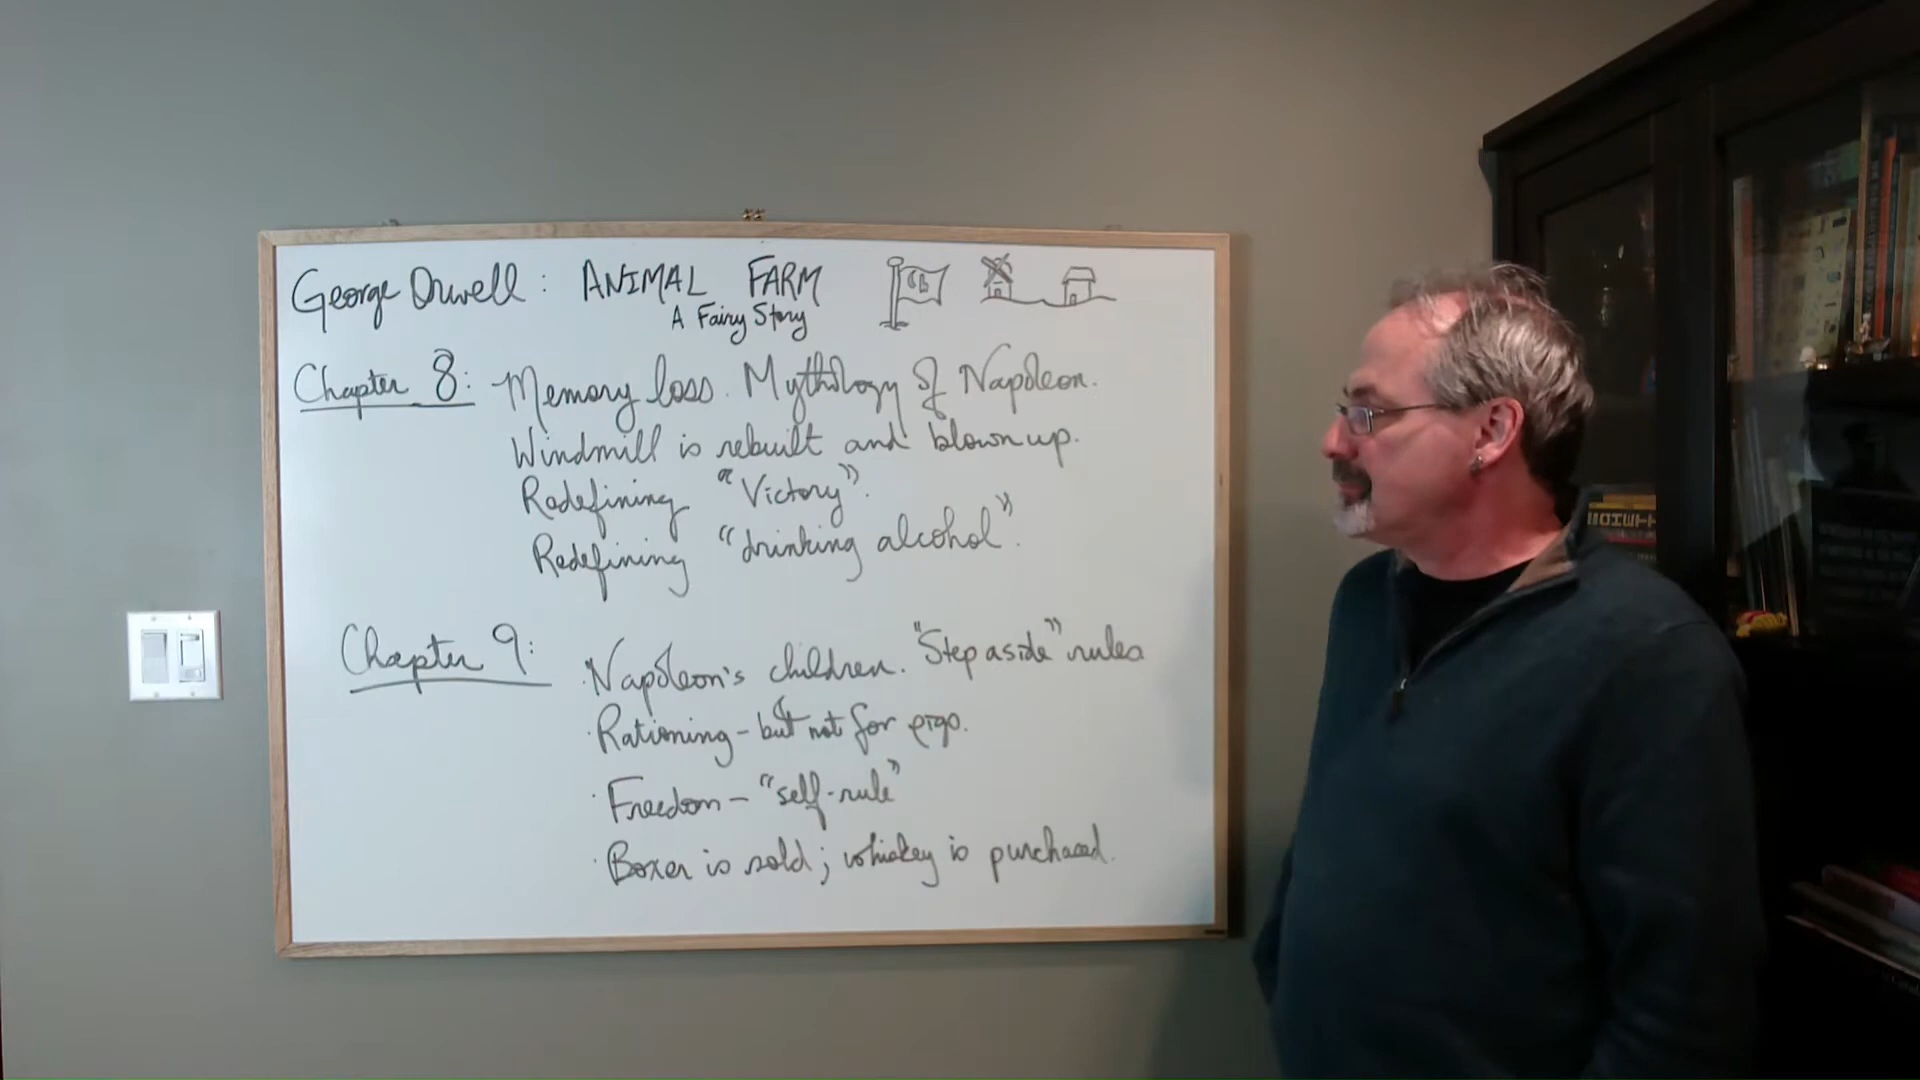 George Orwell : ANIMAL FARM
A Fairy Story
Chapter 8: Memory loss. Mythology of Napoleon.
Windmill is rebuilt and blown up.
Redefining "Victory".
Redefining "drinking alcohol".
Chapter 9: · Napoleon's children. "Step aside" rules
· Rationing - but not for pigs.
· Freedom - "self-rule"
· Boxer is sold; whiskey is purchased.